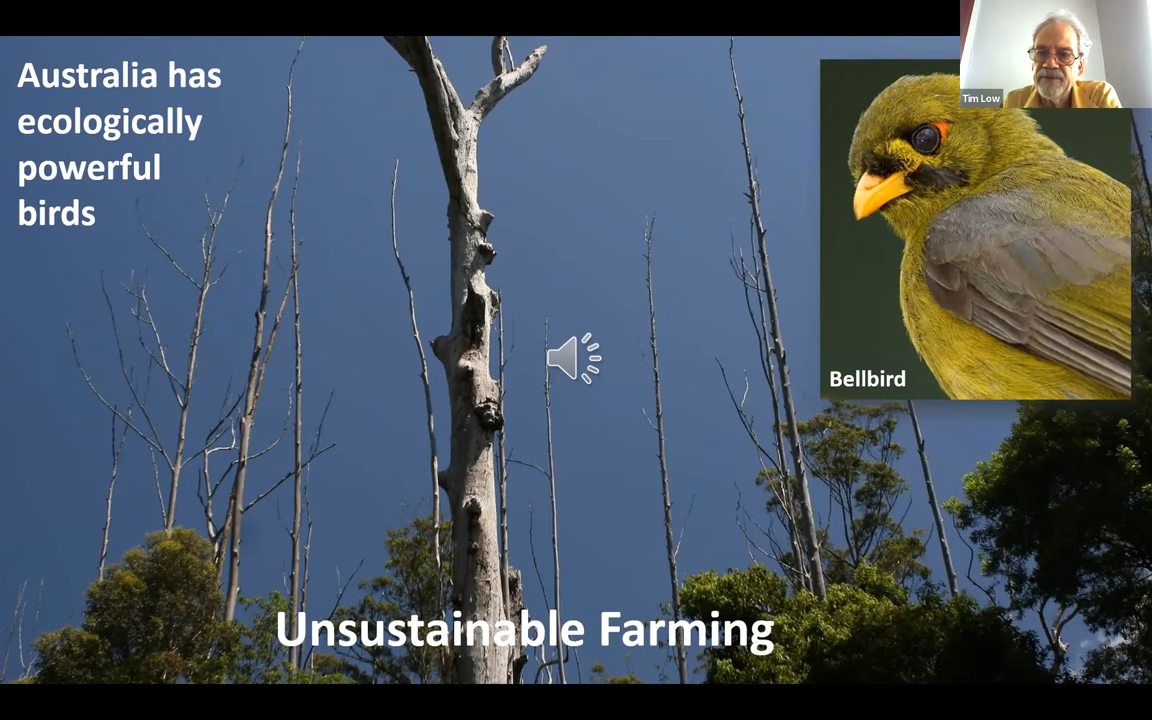 Australia has
ecologically
powerful
birds
Tim Low
Bellbird
Unsustainable Farming